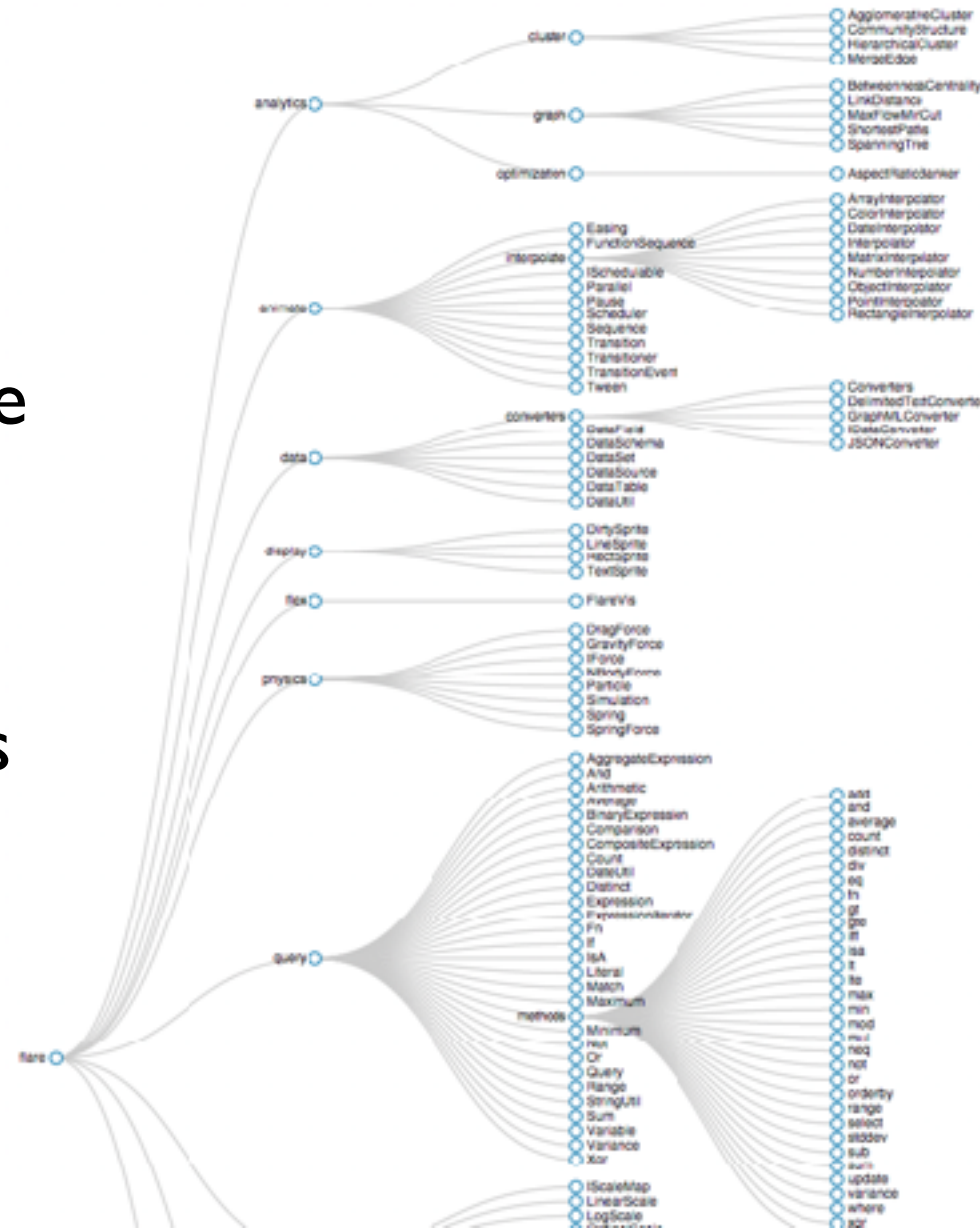 e
s
flare
analytics
cluster
AgglomerativeCluster
CommunityStructure
HierarchicalCluster
MergeEdge
graph
BetweennessCentrality
LinkDistance
MaxFlowMinCut
ShortestPaths
SpanningTree
optimization
AspectRatioBanker
animate
Easing
FunctionSequence
interpolate
ArrayInterpolator
ColorInterpolator
DateInterpolator
Interpolator
MatrixInterpolator
NumberInterpolator
ObjectInterpolator
PointInterpolator
RectangleInterpolator
ISchedulable
Parallel
Pause
Scheduler
Sequence
Transition
Transitioner
TransitionEvent
Tween
data
converters
Converters
DelimitedTextConverte
GraphMLConverter
IDataConverter
JSONConverter
DataField
DataSchema
DataSet
DataSource
DataTable
DataUtil
display
DirtySprite
LineSprite
RectSprite
TextSprite
flex
FlareVis
physics
DragForce
GravityForce
IForce
NBodyForce
Particle
Simulation
Spring
SpringForce
query
AggregateExpression
And
Arithmetic
Average
BinaryExpression
Comparison
CompositeExpression
Count
DateUtil
Distinct
Expression
ExpressionIterator
Fn
If
IsA
Literal
Match
Maximum
methods
add
and
average
count
distinct
div
eq
fn
gt
gte
iff
isa
lt
lte
max
min
mod
mul
neq
not
or
orderby
range
select
stddev
sub
sum
update
variance
where
xor
Minimum
Not
Or
Query
Range
StringUtil
Sum
Variable
Variance
Xor
IScaleMap
LinearScale
LogScale